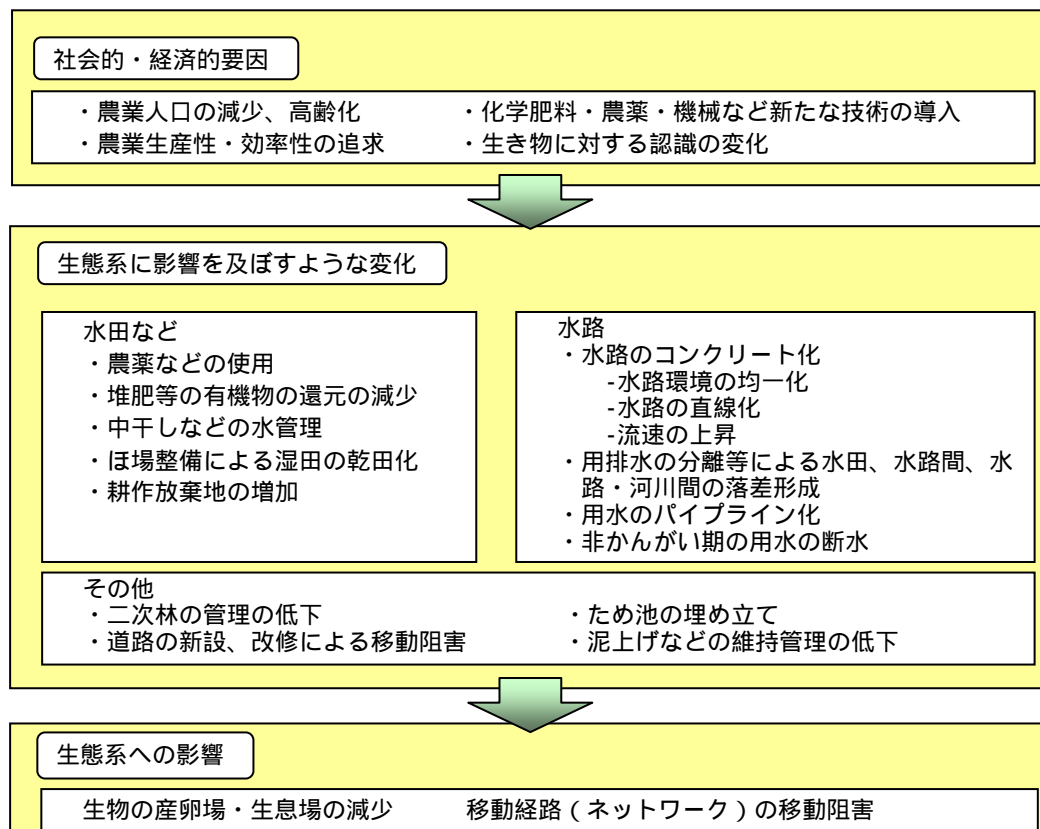 社会的・経済的要因
・農業人口の減少、高齢化　・化学肥料・農薬・機械など新たな技術の導入
・農業生産性・効率性の追求　・生き物に対する認識の変化
生態系に影響を及ぼすような変化
水田など
・農薬などの使用
・堆肥等の有機物の還元の減少
・中干しなどの水管理
・ほ場整備による湿田の乾田化
・耕作放棄地の増加
水路
・水路のコンクリート化
-水路環境の均一化
-水路の直線化
-流速の上昇
・用排水の分離等による水田、水路間、水
路・河川間の落差形成
・用水のパイプライン化
・非かんがい期の用水の断水
その他
・二次林の管理の低下　・ため池の埋め立て
・道路の新設、改修による移動阻害　・泥上げなどの維持管理の低下
生態系への影響
生物の産卵場・生息場の減少　移動経路（ネットワーク）の移動阻害